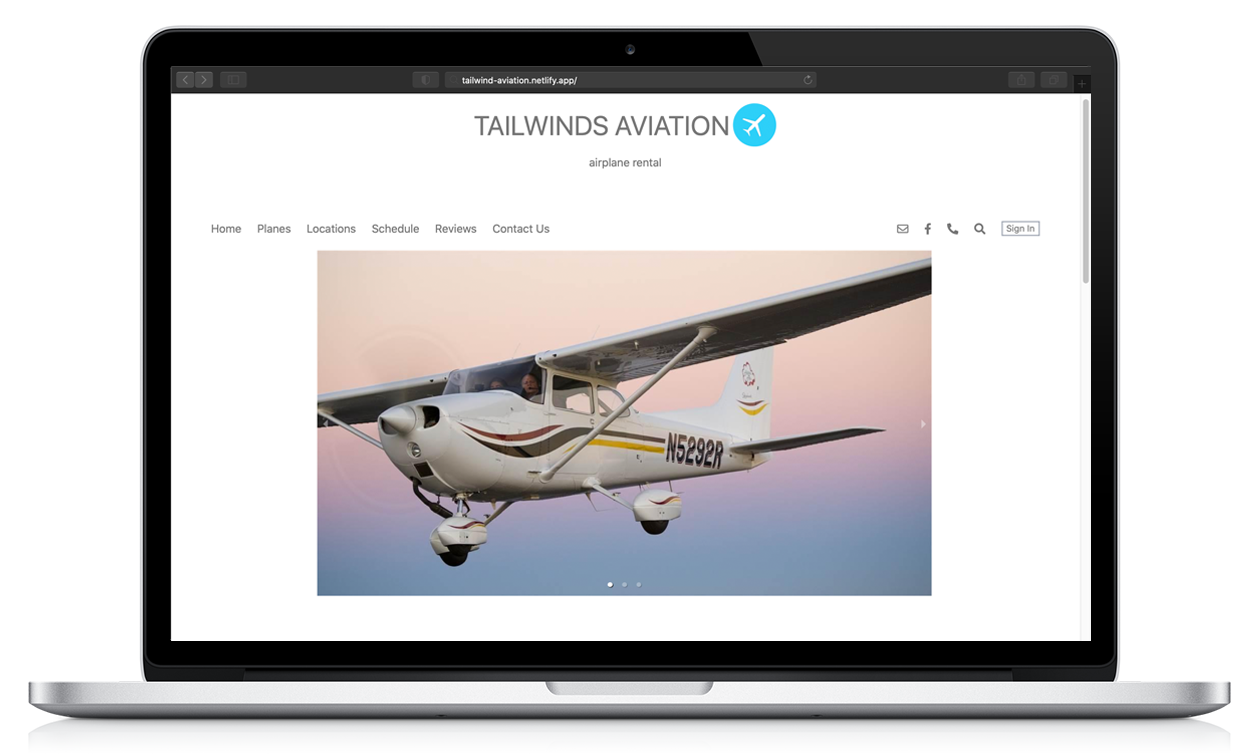 tailwind-aviation.netlify.app/
TAILWINDS AVIATION
airplane rental
Home Planes Locations Schedule Reviews Contact Us Sign In
N5292R